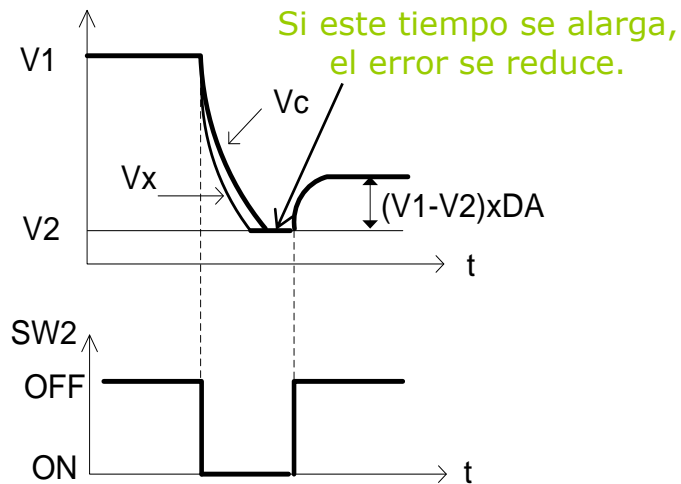 Si este tiempo se alarga,
el error se reduce.
V1
Vc
Vx
(V1-V2)xDA
V2
t
SW2
OFF
ON
t